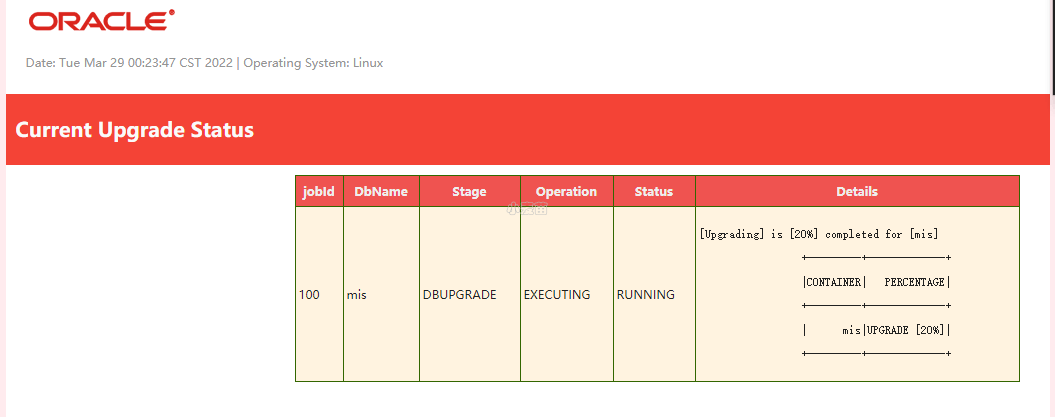 ORACLE®
Date: Tue Mar 29 00:23:47 CST 2022 | Operating System: Linux
Current Upgrade Status
jobId DbName Stage Operation Status Details
100 mis DBUPGRADE EXECUTING RUNNING
[Upgrading] is [20%] completed for [mis]
|CONTAINER| PERCENTAGE|
| mis|UPGRADE [20%]|